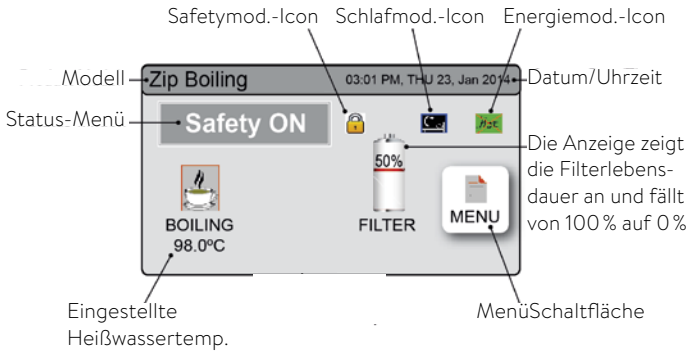 Safetymod.-Icon Schlafmod.-Icon Energiemod.-Icon
Modell
Zip Boiling
03:01 PM, THU 23, Jan 2014
Datum/Uhrzeit
Status-Menü
Safety ON
50%
Die Anzeige zeigt
die Filterlebens-
dauer an und fällt
von 100 % auf 0 %
BOILING
98.0ºC
FILTER
MENU
Eingestellte
Heißwassertemp.
MenüSchaltfläche